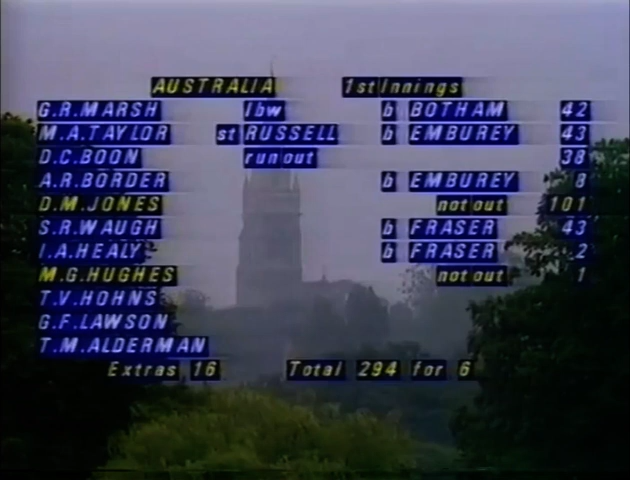 AUSTRALIA 1st Innings
G.R.MARSH lbw b BOTHAM 42
M.A.TAYLOR st RUSSELL b EMBUREY 43
D.C.BOON run out 38
A.R.BORDER b EMBUREY 8
D.M.JONES not out 101
S.R.WAUGH b FRASER 43
I.A.HEALY b FRASER 2
M.G.HUGHES not out 1
T.V.HOHNS
G.F.LAWSON
T.M.ALDERMAN
Extras 16 Total 294 for 6